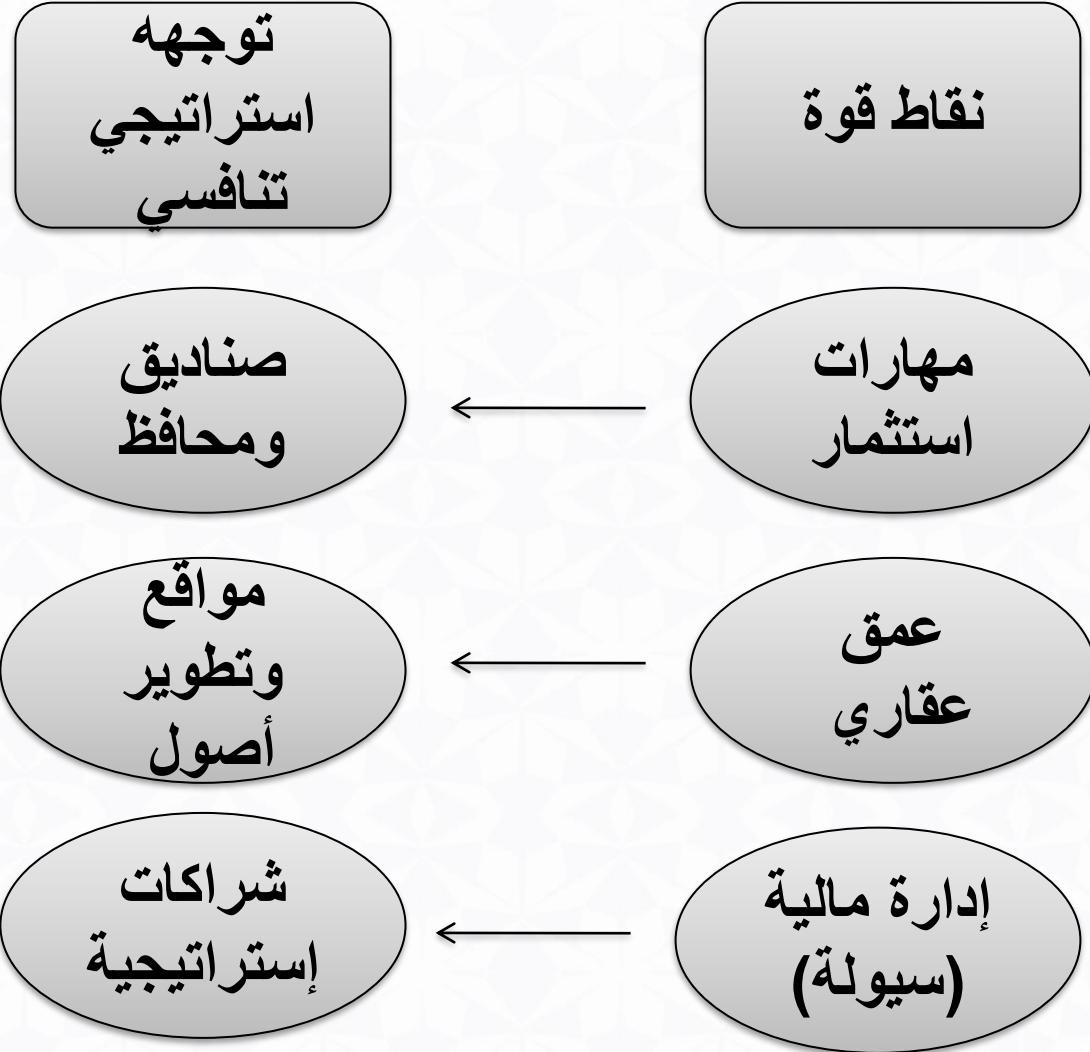 نقاط قوة
توجهه
استراتيجي
تنافسي
مهارات
استثمار
صناديق
ومحافظ
عمق
عقاري
مواقع
وتطوير
أصول
إدارة مالية
(سيولة)
شراكات
إستراتيجية